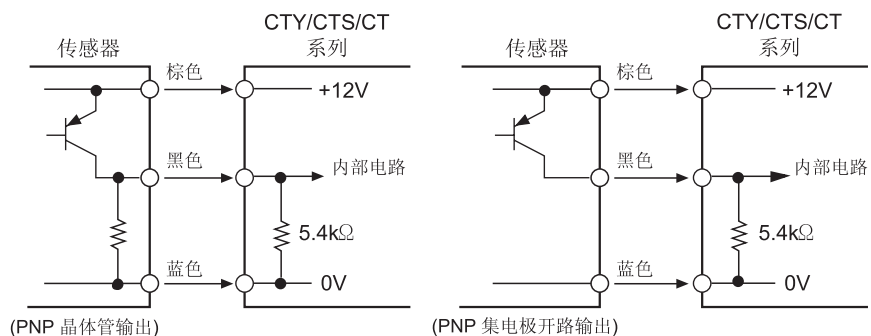 传感器
CTY/CTS/CT
系列
棕色
+12V
黑色
内部电路
5.4kΩ
蓝色
0V
(PNP 晶体管输出)
传感器
CTY/CTS/CT
系列
棕色
+12V
黑色
内部电路
5.4kΩ
蓝色
0V
(PNP 集电极开路输出)